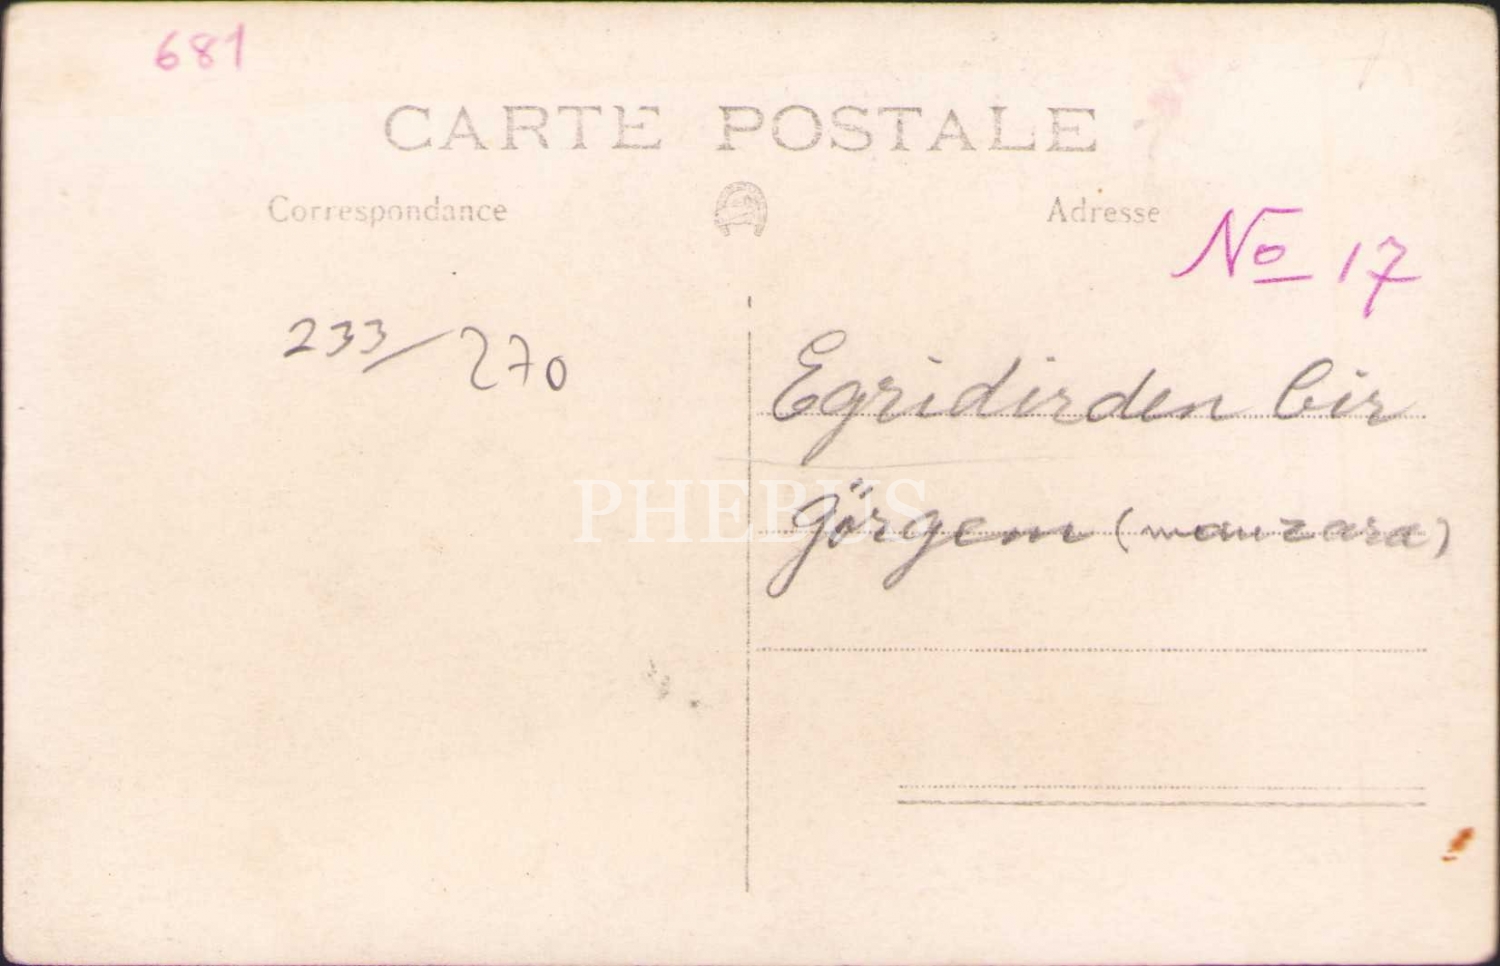 681
CARTE POSTALE
Correspondance
Adresse
No 17
233/270
Egridirden bir
Görgem (manzara)
PHEBUS